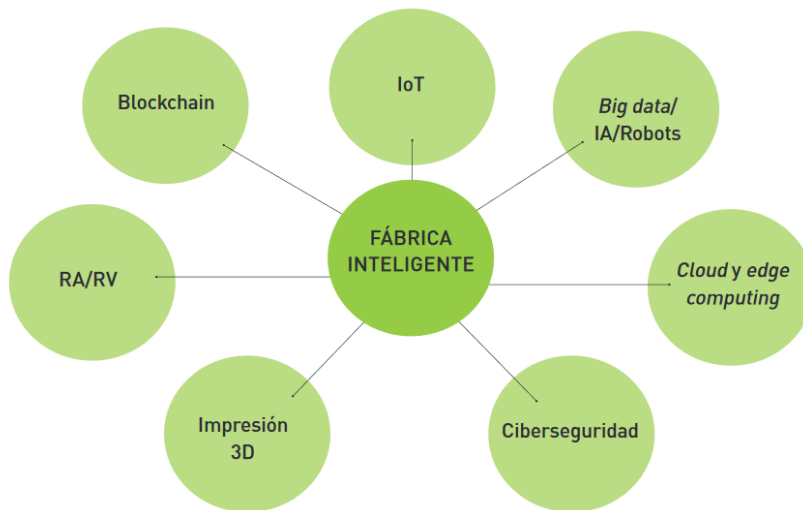 IoT
Blockchain
Big data/
IA/Robots
FÁBRICA
INTELIGENTE
RA/RV
Cloud y edge
computing
Impresión
3D
Ciberseguridad